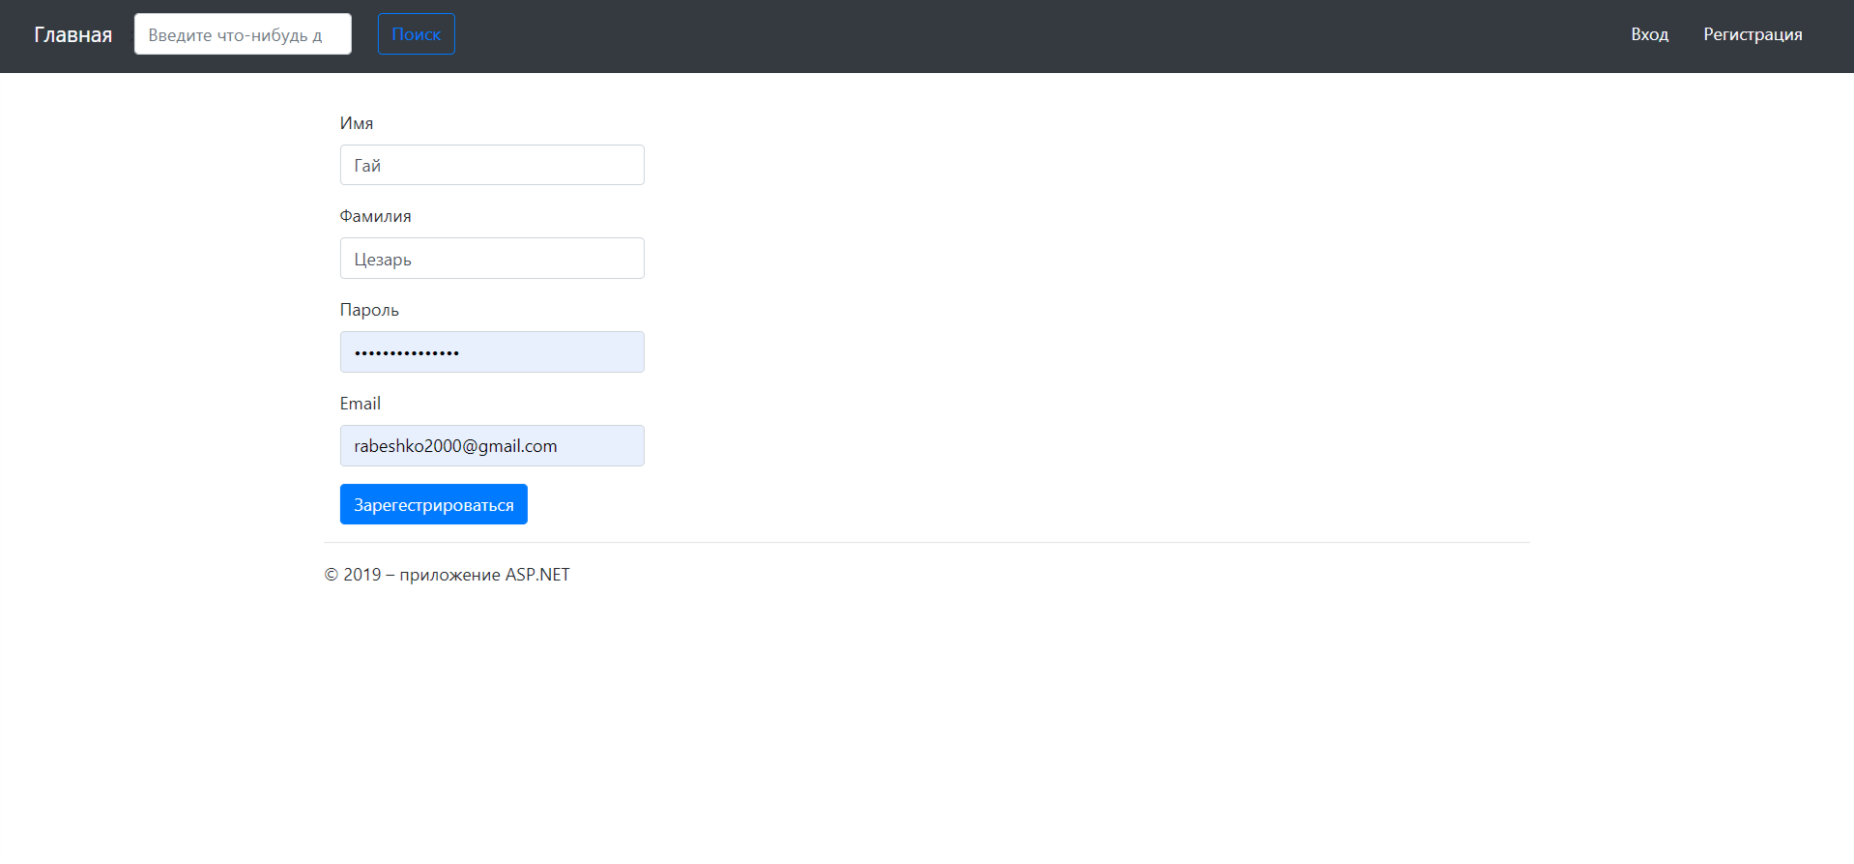 Главная Введите что-нибудь д Поиск Вход Регистрация
Имя
Гай
Фамилия
Цезарь
Пароль
•••••••••••••••
Email
rabeshko2000@gmail.com
Зарегестрироваться
© 2019 – приложение ASP.NET